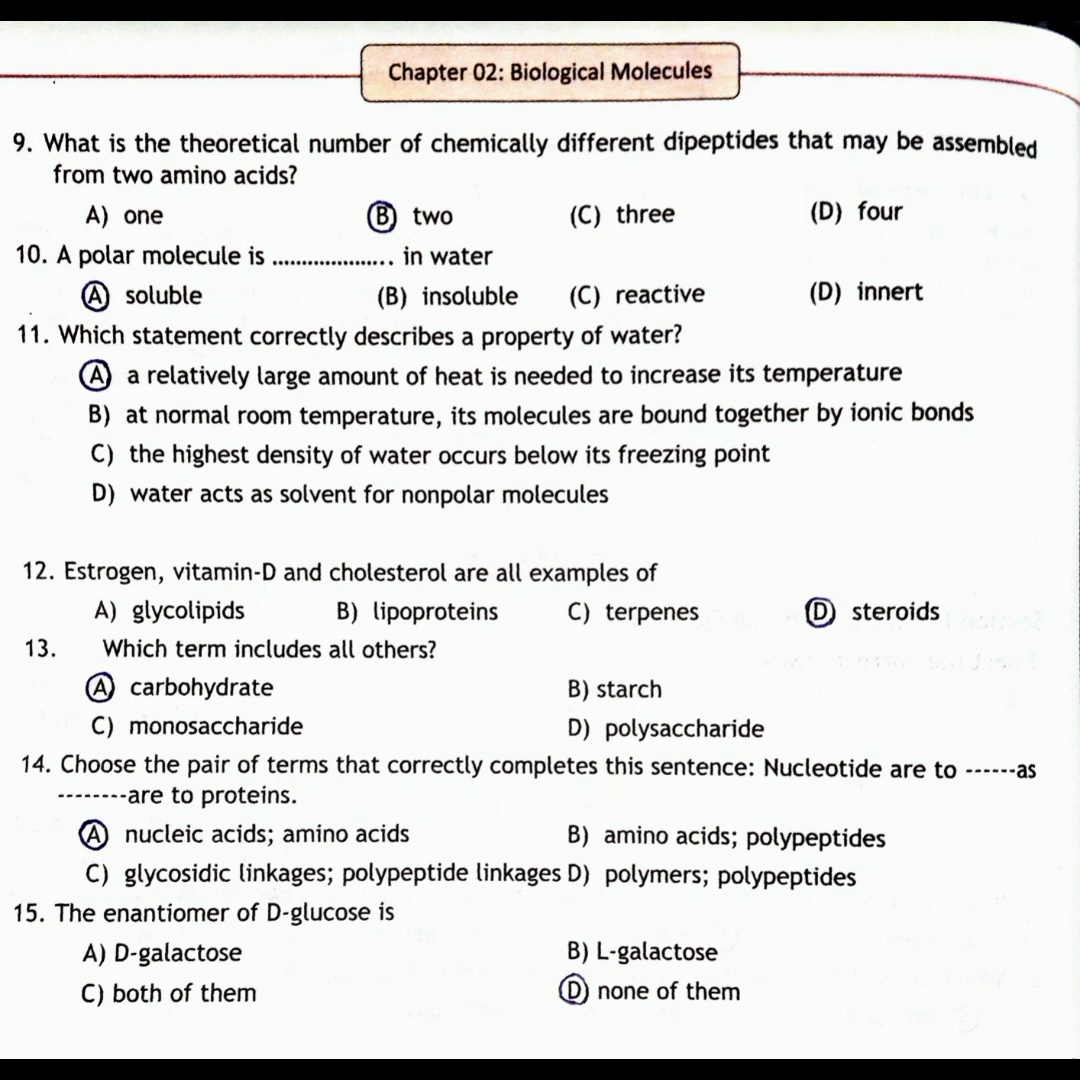 Chapter 02: Biological Molecules
9. What is the theoretical number of chemically different dipeptides that may be assembled
from two amino acids?
A) one (B) two (C) three (D) four
10. A polar molecule is .................... in water
(A) soluble (B) insoluble (C) reactive (D) innert
11. Which statement correctly describes a property of water?
(A) a relatively large amount of heat is needed to increase its temperature
B) at normal room temperature, its molecules are bound together by ionic bonds
C) the highest density of water occurs below its freezing point
D) water acts as solvent for nonpolar molecules
12. Estrogen, vitamin-D and cholesterol are all examples of
A) glycolipids B) lipoproteins C) terpenes (D) steroids
13. Which term includes all others?
(A) carbohydrate B) starch
C) monosaccharide D) polysaccharide
14. Choose the pair of terms that correctly completes this sentence: Nucleotide are to ------as
--------are to proteins.
(A) nucleic acids; amino acids B) amino acids; polypeptides
C) glycosidic linkages; polypeptide linkages D) polymers; polypeptides
15. The enantiomer of D-glucose is
A) D-galactose B) L-galactose
C) both of them (D) none of them